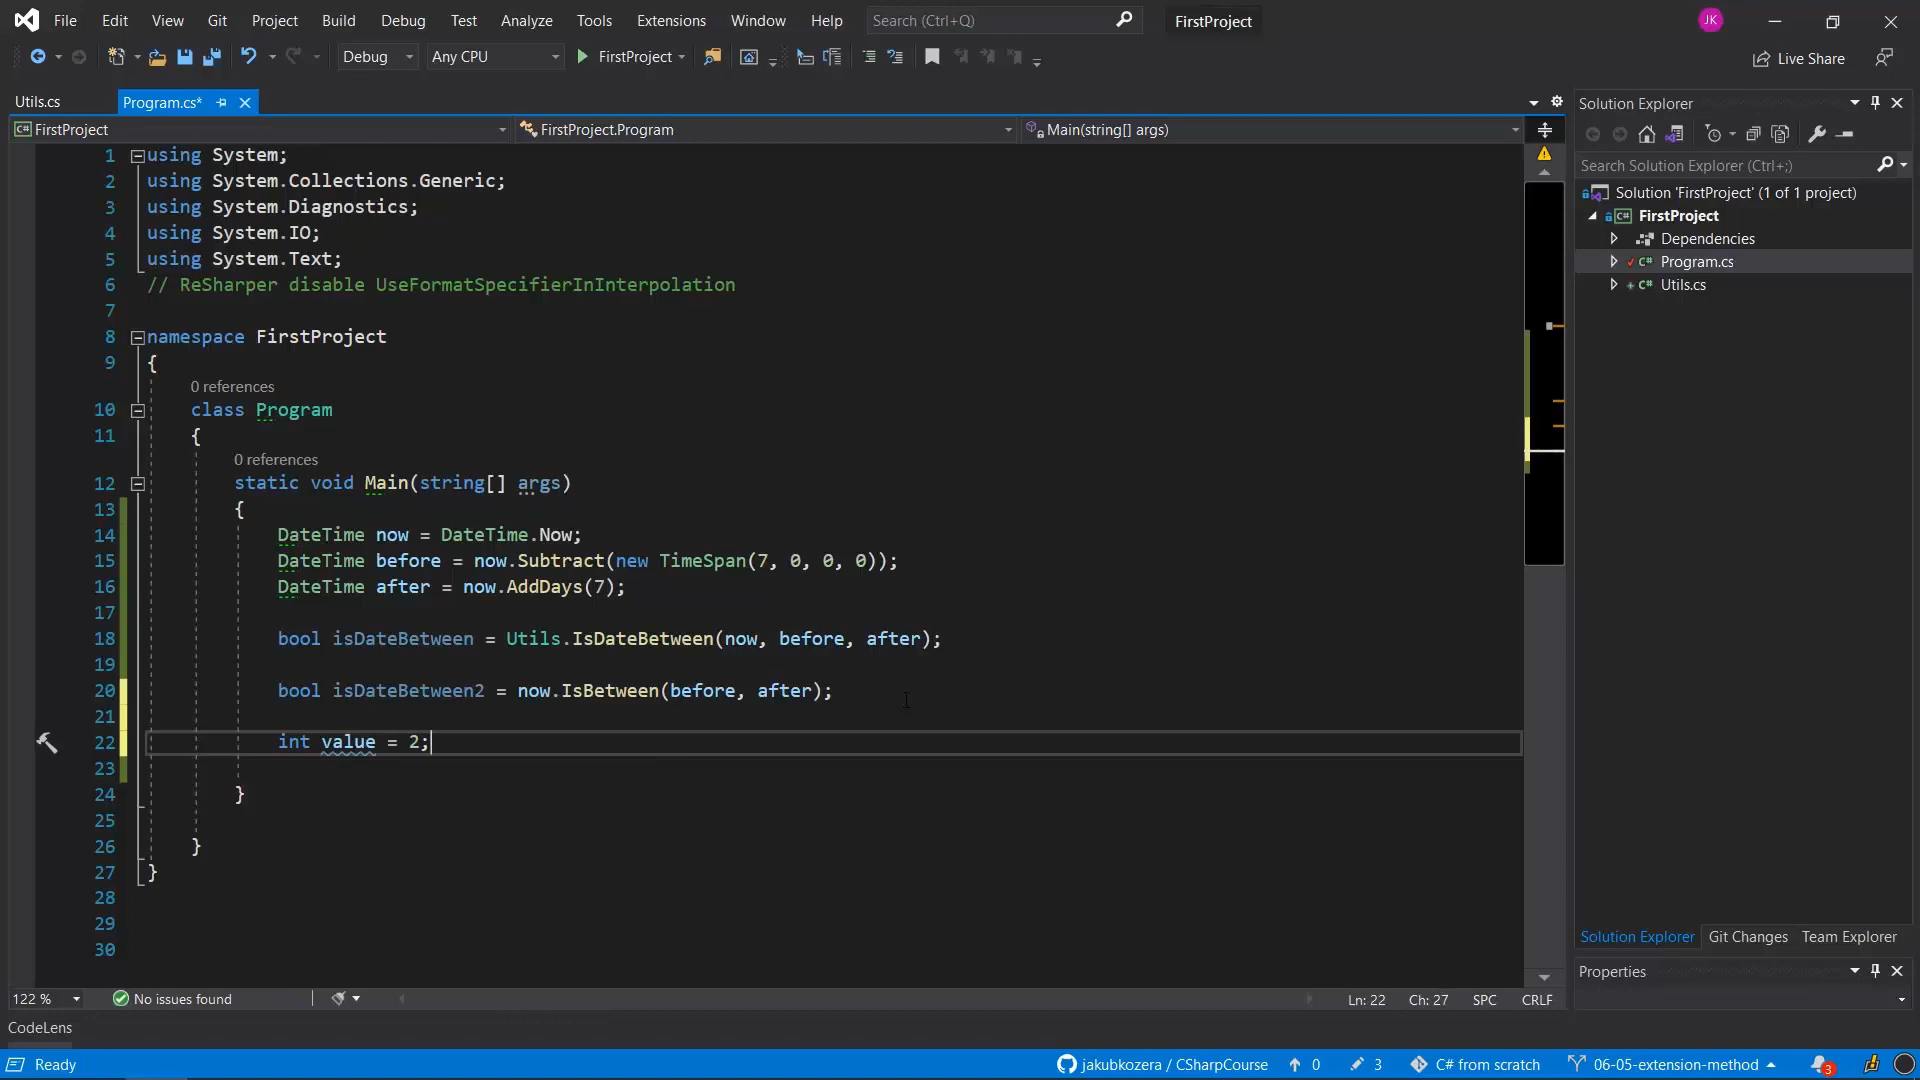 File Edit View Git Project Build Debug Test Analyze Tools Extensions Window Help Search (Ctrl+Q) FirstProject JK
Debug Any CPU FirstProject Live Share
Utils.cs Program.cs* Solution Explorer
FirstProject FirstProject.Program Main(string[] args)
Search Solution Explorer (Ctrl+;)
Solution 'FirstProject' (1 of 1 project)
FirstProject
Dependencies
Program.cs
Utils.cs
1 using System;
2 using System.Collections.Generic;
3 using System.Diagnostics;
4 using System.IO;
5 using System.Text;
6 // ReSharper disable UseFormatSpecifierInInterpolation
7
8 namespace FirstProject
9 {
0 references
10 class Program
11 {
0 references
12 static void Main(string[] args)
13 {
14 DateTime now = DateTime.Now;
15 DateTime before = now.Subtract(new TimeSpan(7, 0, 0, 0));
16 DateTime after = now.AddDays(7);
17
18 bool isDateBetween = Utils.IsDateBetween(now, before, after);
19
20 bool isDateBetween2 = now.IsBetween(before, after);
21
22 int value = 2;
23
24 }
25
26 }
27 }
28
29
30
Solution Explorer Git Changes Team Explorer
Properties
122 % No issues found Ln: 22 Ch: 27 SPC CRLF
CodeLens
Ready jakubkozera / CSharpCourse 0 3 C# from scratch 06-05-extension-method 3